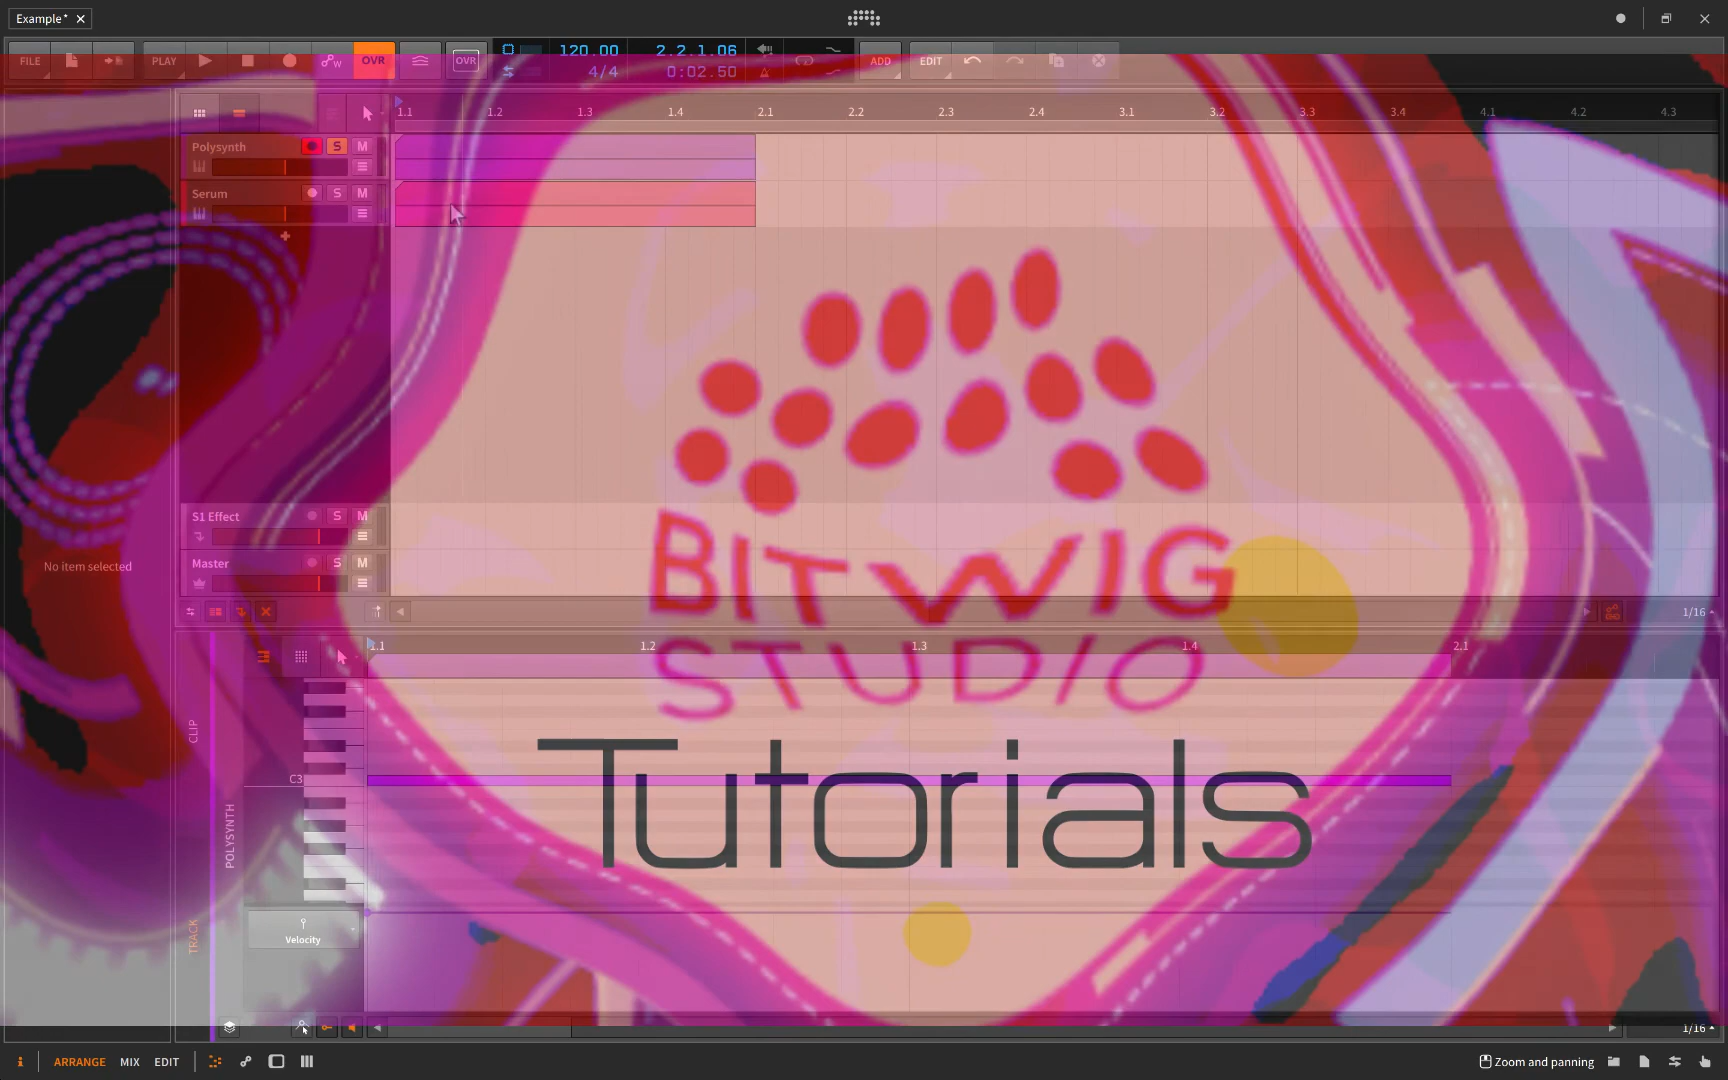 Example*
FILE PLAY OVR OVR 120.00 2.2.1.06 ADD EDIT
4/4 0:02.50
1.1 1.2 1.3 1.4 2.1 2.2 2.3 2.4 3.1 3.2 3.3 3.4 4.1 4.2 4.3
Polysynth S M
Serum S M
S1 Effect S M
No item selected
Master S M
BITWIG
STUDIO
1/16
1.1 1.2 1.3 1.4 2.1
CLIP
C3
Tutorials
POLYSYNTH
TRACK
Velocity
1/16
i ARRANGE MIX EDIT Zoom and panning